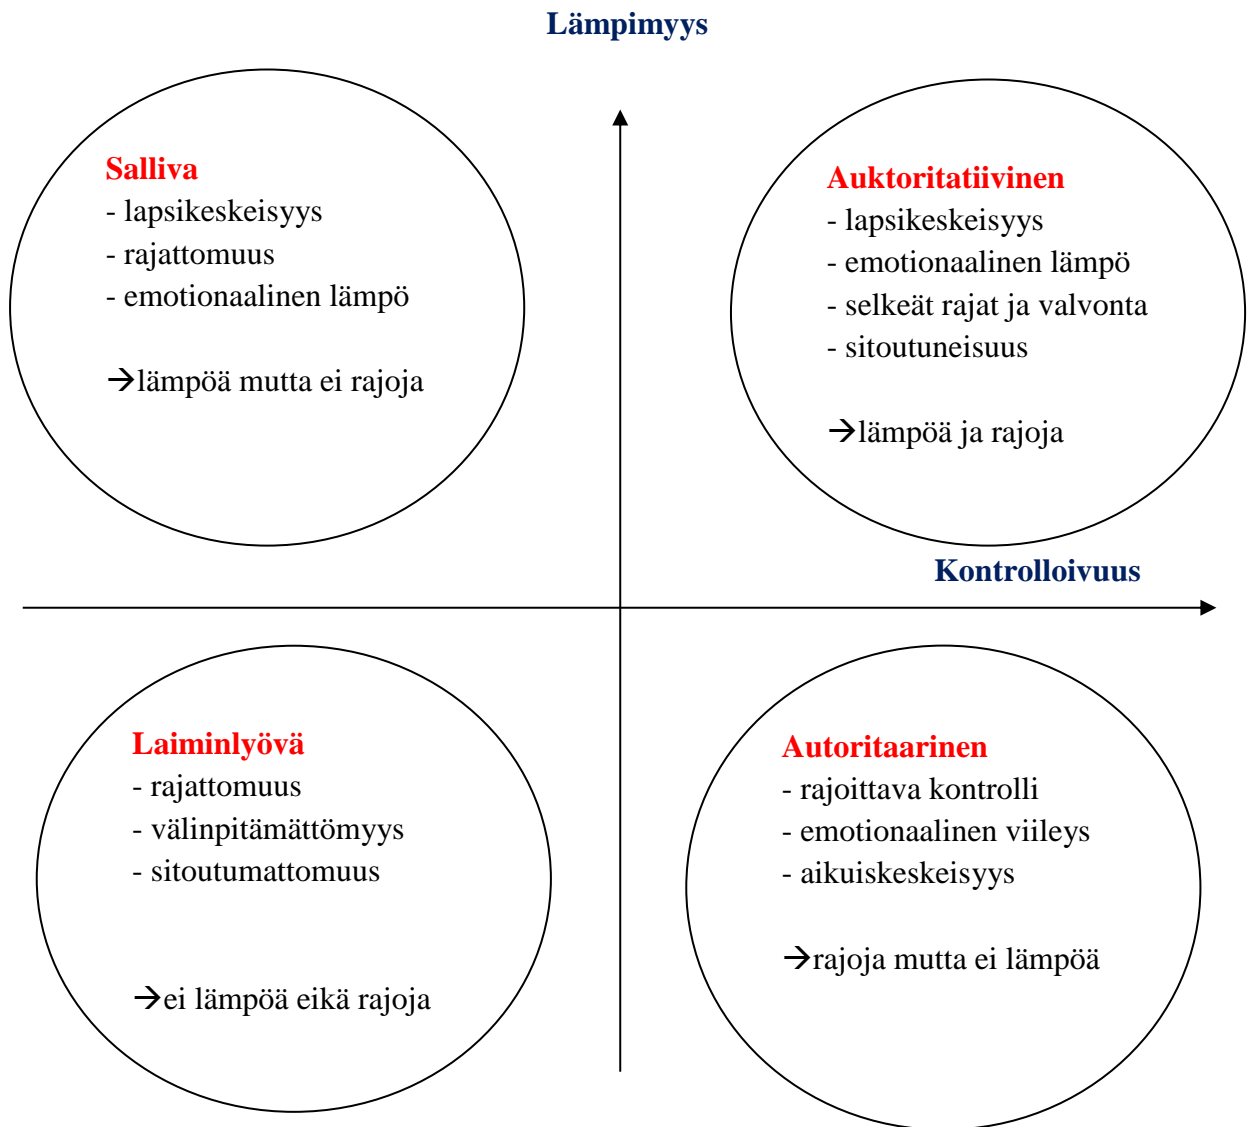 Lämpimyys
Salliva
- lapsikeskeisyys
- rajattomuus
- emotionaalinen lämpö
→lämpöä mutta ei rajoja
Auktoritatiivinen
- lapsikeskeisyys
- emotionaalinen lämpö
- selkeät rajat ja valvonta
- sitoutuneisuus
→lämpöä ja rajoja
Kontrolloivuus
Laiminlyövä
- rajattomuus
- välinpitämättömyys
- sitoutumattomuus
→ei lämpöä eikä rajoja
Autoritaarinen
- rajoittava kontrolli
- emotionaalinen viileys
- aikuiskeskeisyys
→rajoja mutta ei lämpöä